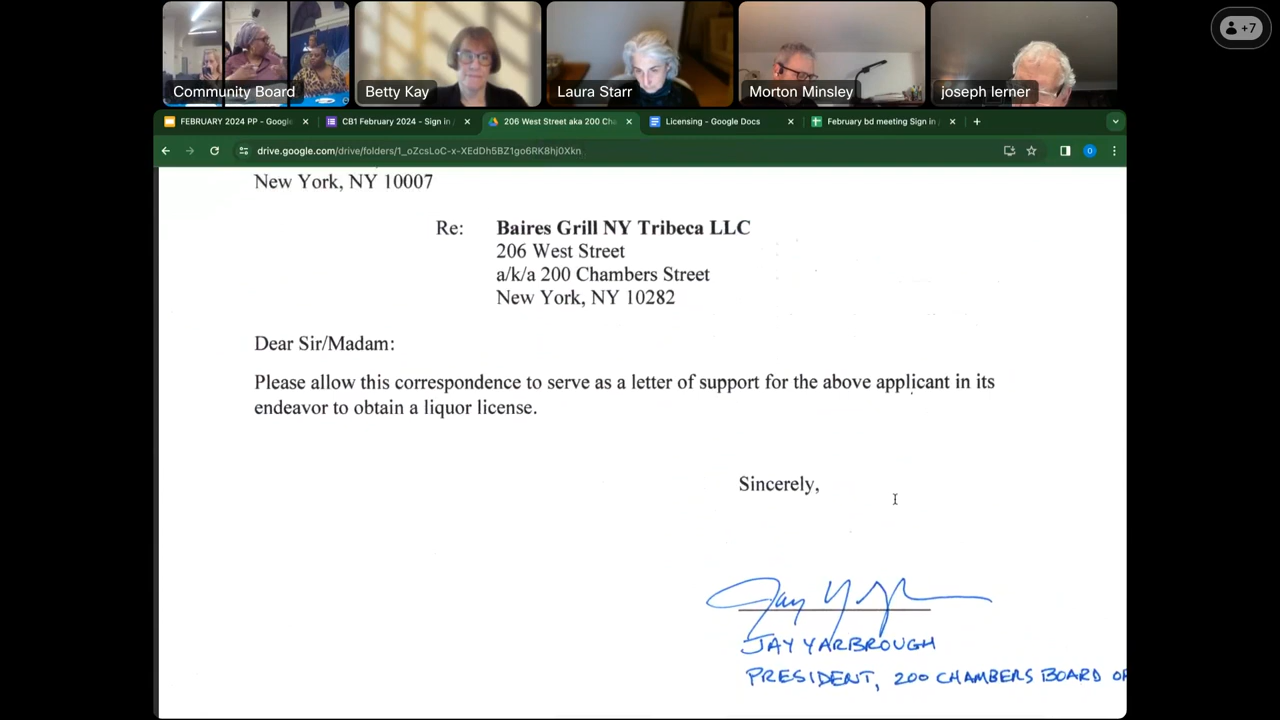 +7
Community Board
Betty Kay
Laura Starr
Morton Minsley
joseph lerner
FEBRUARY 2024 PP - Google
CB1 February 2024 - Sign in
206 West Street aka 200 Cha
Licensing - Google Docs
February bd meeting Sign in
drive.google.com/drive/folders/1_oZcsLoC-x-XEdDh5BZ1go6RK8hj0Xkn
New York, NY 10007
Re: Baires Grill NY Tribeca LLC
206 West Street
a/k/a 200 Chambers Street
New York, NY 10282
Dear Sir/Madam:
Please allow this correspondence to serve as a letter of support for the above applicant in its
endeavor to obtain a liquor license.
Sincerely,
JAY YARBROUGH
PRESIDENT, 200 CHAMBERS BOARD OF